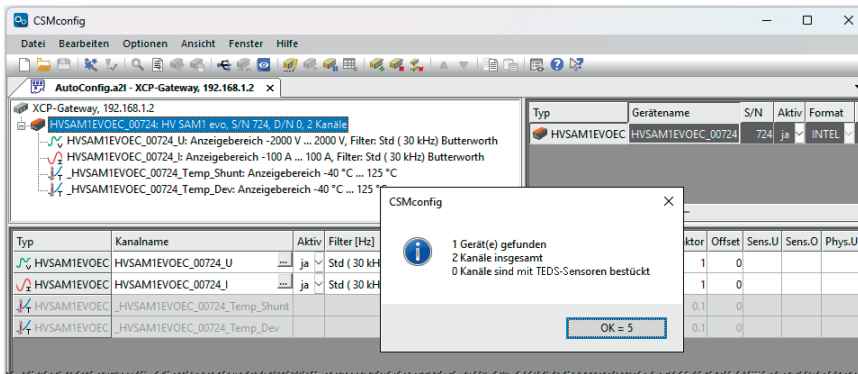 CSMconfig
Datei Bearbeiten Optionen Ansicht Fenster Hilfe
AutoConfig.a2l - XCP-Gateway, 192.168.1.2 x
XCP-Gateway, 192.168.1.2
HVSAM1EVOEC_00724: HV SAM1 evo, S/N 724, D/N 0, 2 Kanäle
HVSAM1EVOEC_00724_U: Anzeigebereich -2000 V ... 2000 V, Filter: Std ( 30 kHz) Butterworth
HVSAM1EVOEC_00724_I: Anzeigebereich -100 A ... 100 A, Filter: Std ( 30 kHz) Butterworth
_HVSAM1EVOEC_00724_Temp_Shunt: Anzeigebereich -40 °C ... 125 °C
_HVSAM1EVOEC_00724_Temp_Dev: Anzeigebereich -40 °C ... 125 °C
Typ Gerätename S/N Aktiv Format
HVSAM1EVOEC HVSAM1EVOEC_00724 724 ja INTEL
CSMconfig
1 Gerät(e) gefunden
2 Kanäle insgesamt
0 Kanäle sind mit TEDS-Sensoren bestückt
OK = 5
Typ Kanalname Aktiv Filter [Hz] ktor Offset Sens.U Sens.O Phys.U
HVSAM1EVOEC HVSAM1EVOEC_00724_U ... ja Std ( 30 kH 1 0
HVSAM1EVOEC HVSAM1EVOEC_00724_I ... ja Std ( 30 kH 1 0
HVSAM1EVOEC _HVSAM1EVOEC_00724_Temp_Shunt 0.1 0
HVSAM1EVOEC _HVSAM1EVOEC_00724_Temp_Dev 0.1 0